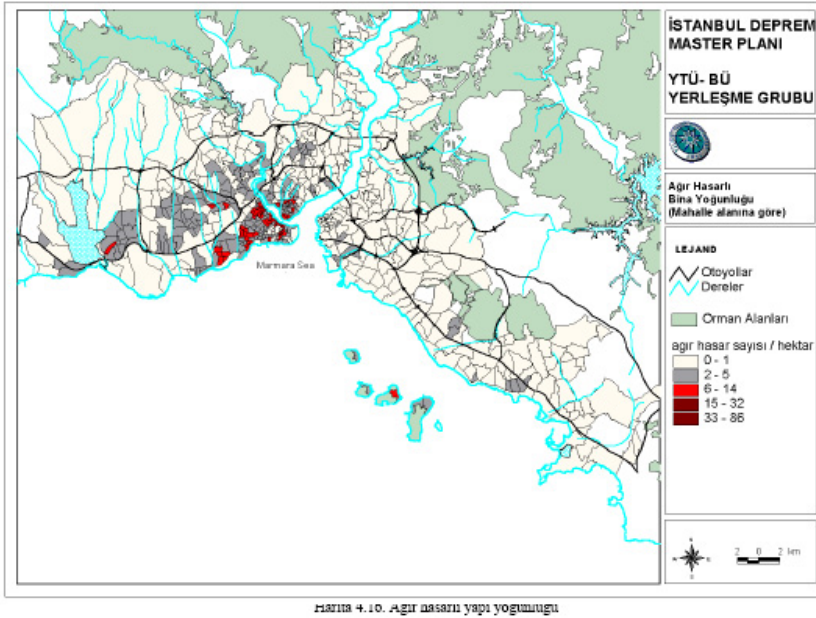 İSTANBUL DEPREM
MASTER PLANI
YTÜ- BÜ
YERLEŞME GRUBU
Ağır Hasarlı
Bina Yoğunluğu
(Mahalle alanına göre)
LEJAND
Otoyollar
Dereler
Orman Alanları
agır hasar sayısı / hektar
0 - 1
2 - 5
6 - 14
15 - 32
33 - 86
Marmara Sea
2 0 2 km
Harita 4.16. Ağır hasarlı yapı yoğunluğu